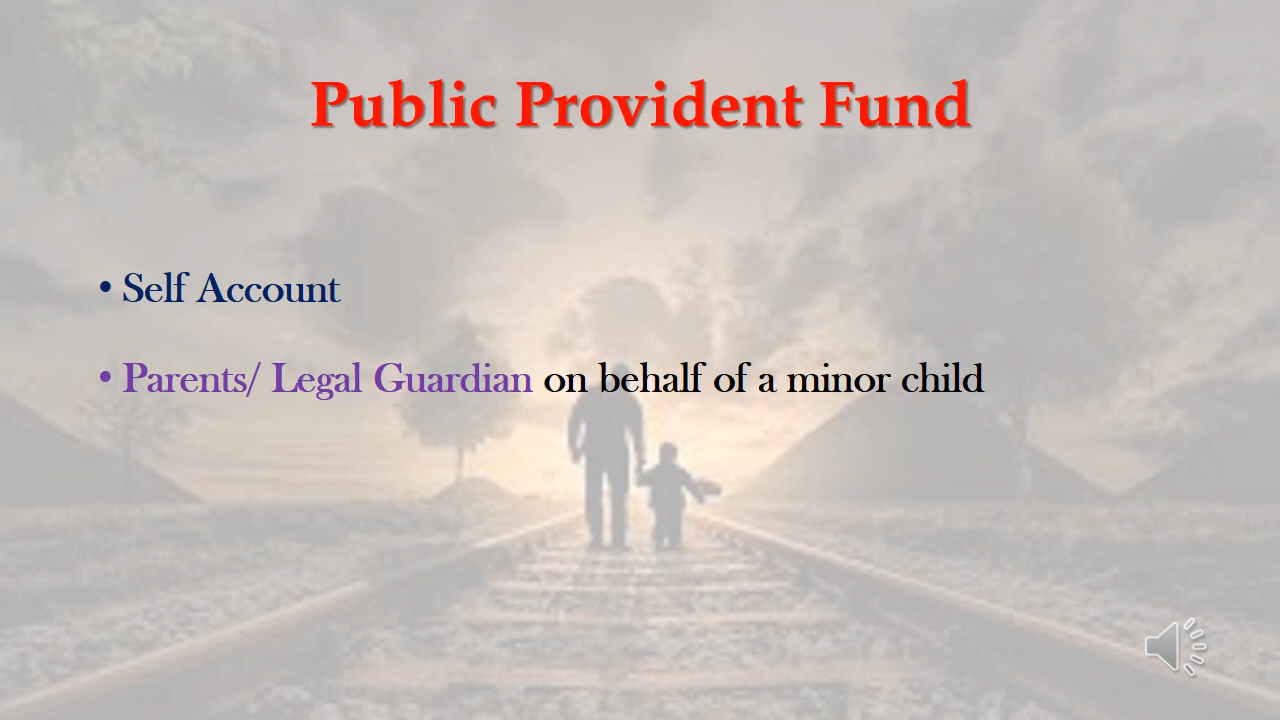 Public Provident Fund
• Self Account
• Parents/ Legal Guardian on behalf of a minor child